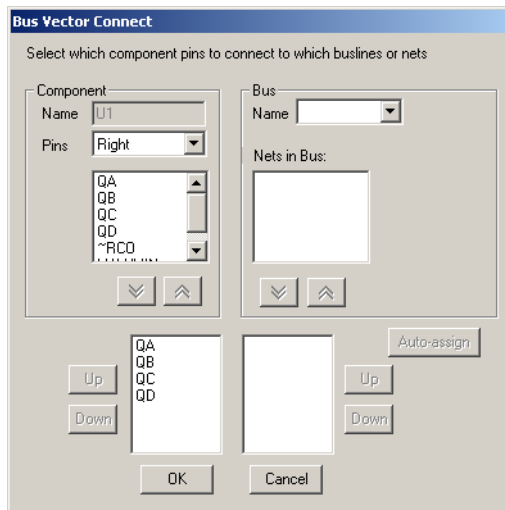 Bus Vector Connect
Select which component pins to connect to which buslines or nets
Component
Name U1
Pins Right
QA
QB
QC
QD
~RCO
Bus
Name
Nets in Bus:
QA
QB
QC
QD
Up
Down
Up
Down
Auto-assign
OK Cancel